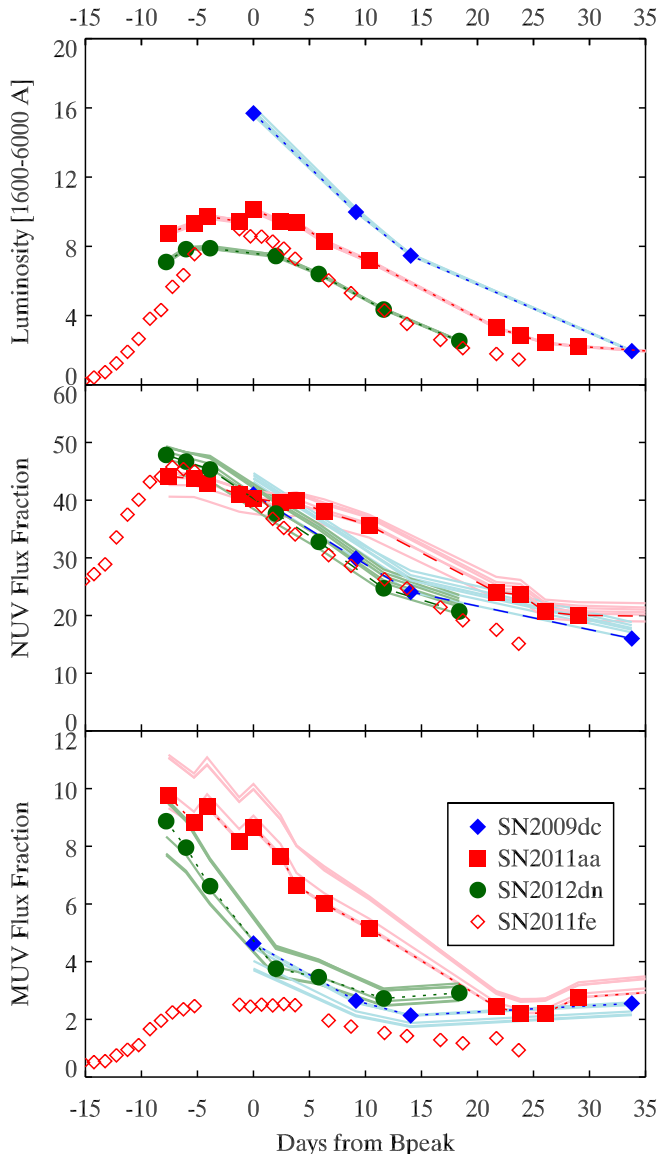 -15 -10 -5 0 5 10 15 20 25 30 35
20
16
12
8
4
0
Luminosity [1600-6000 A]
60
50
40
30
20
10
0
NUV Flux Fraction
12
10
8
6
4
2
0
MUV Flux Fraction
SN2009dc
SN2011aa
SN2012dn
SN2011fe
-15 -10 -5 0 5 10 15 20 25 30 35
Days from Bpeak